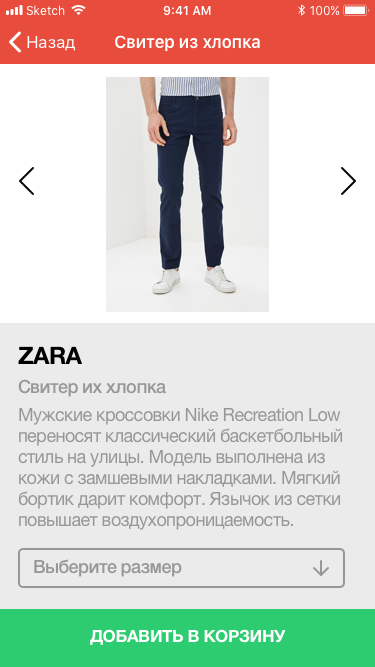 Sketch 9:41 AM 100%
Назад Свитер из хлопка
ZARA
Свитер их хлопка
Мужские кроссовки Nike Recreation Low
переносят классический баскетбольный
стиль на улицы. Модель выполнена из
кожи с замшевыми накладками. Мягкий
бортик дарит комфорт. Язычок из сетки
повышает воздухопроницаемость.
Выберите размер
ДОБАВИТЬ В КОРЗИНУ